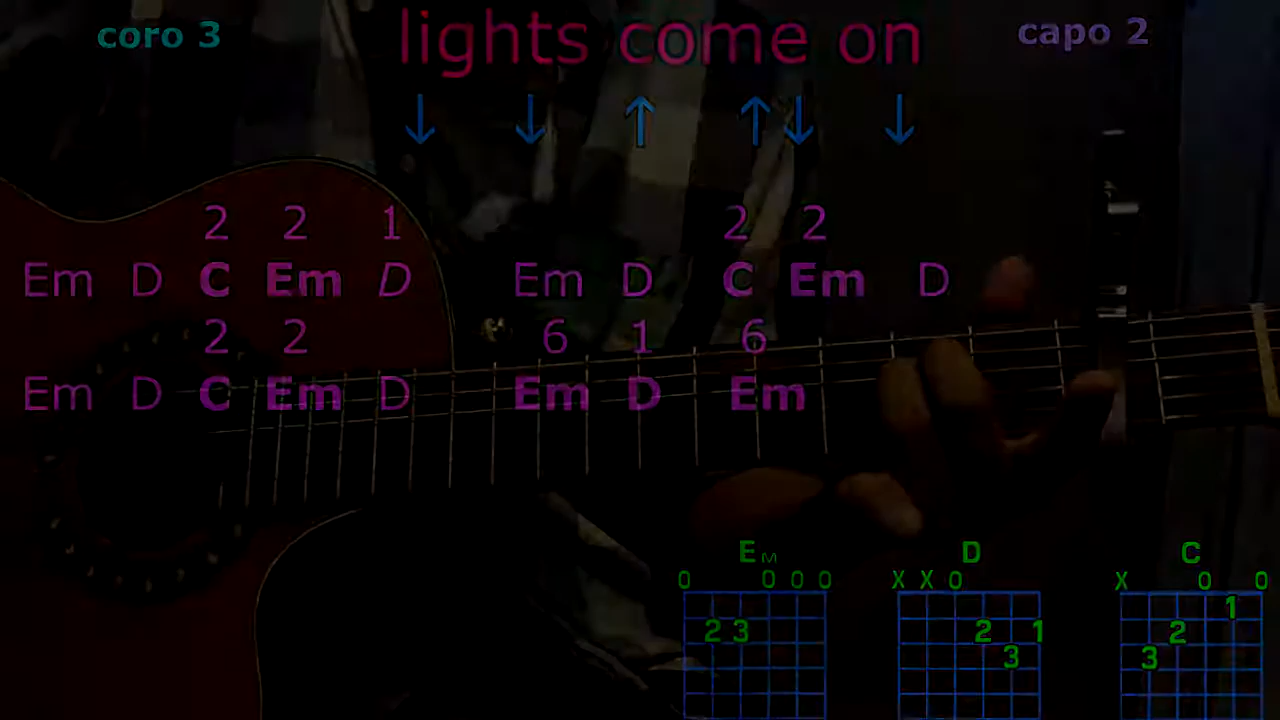 coro 3 lights come on capo 2
↓ ↓ ↑ ↑ ↓ ↓
2 2 1 2 2
Em D C Em D Em D C Em D
2 2 6 1 6
Em D C Em D Em D Em
Em D C
0 0 0 0 X X 0 X 0 0
1
2 3 2 1 2
3 3